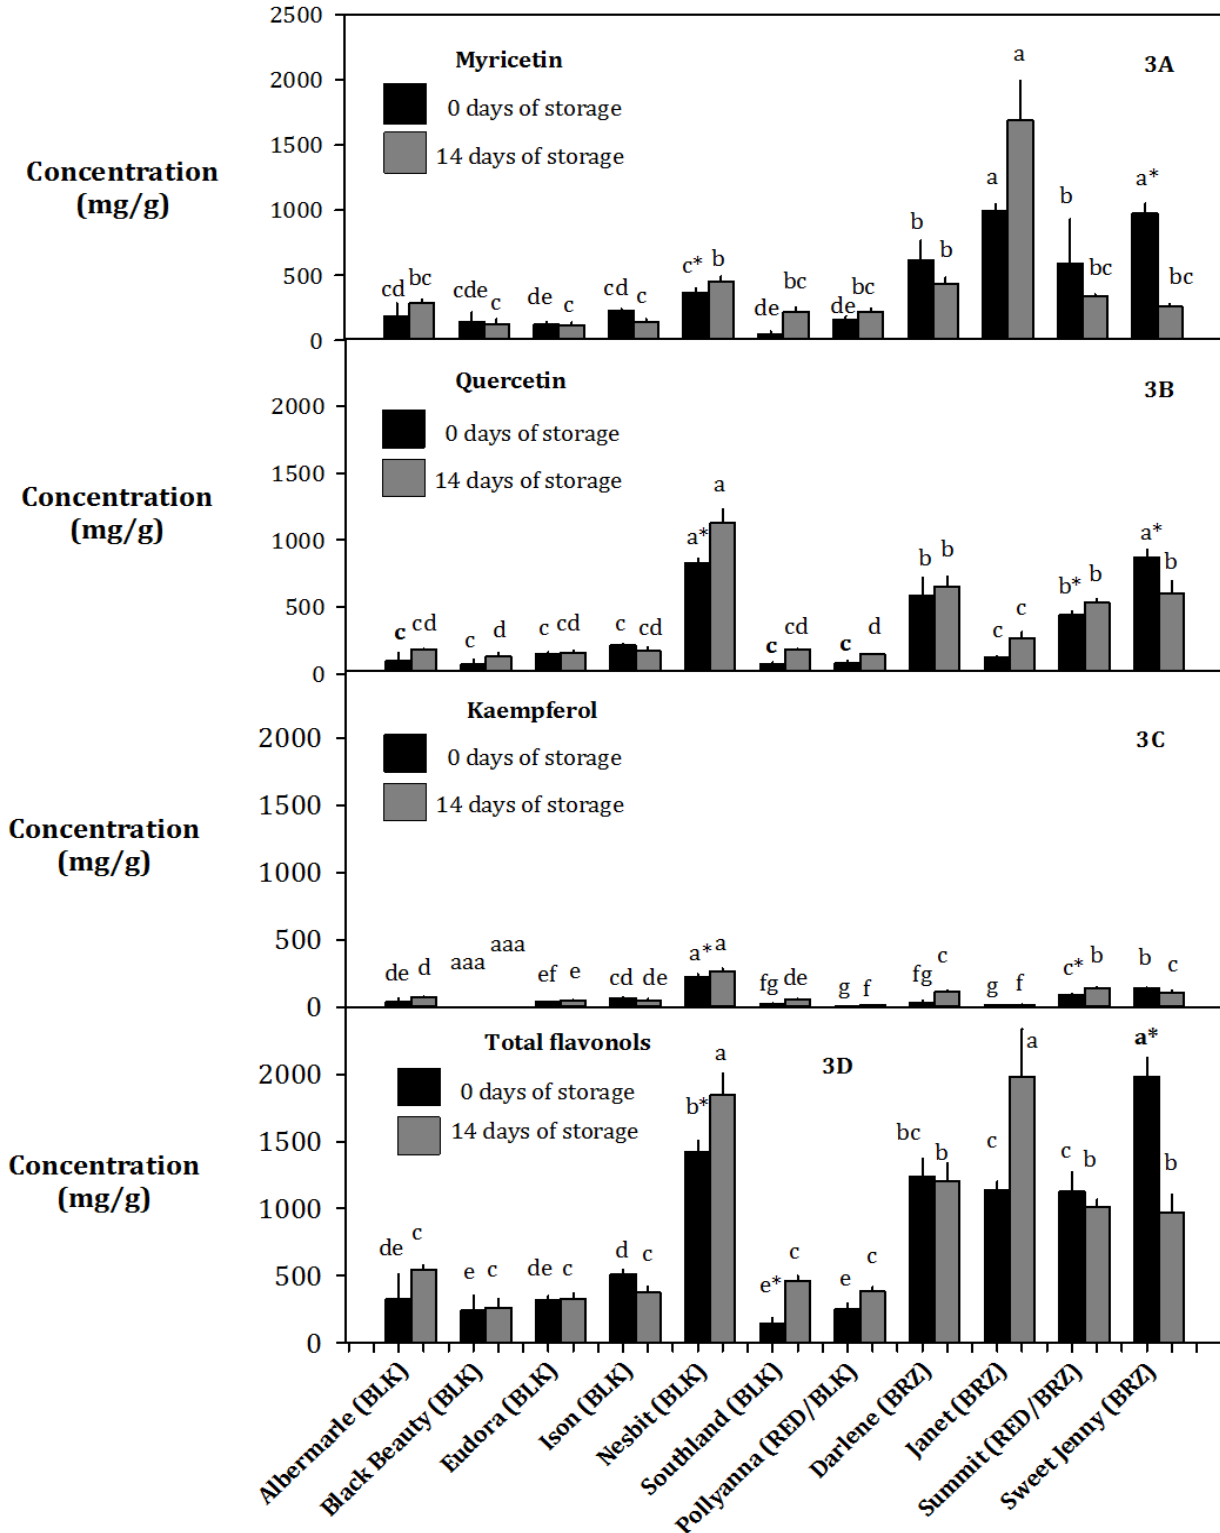 2500
Myricetin
3A
0 days of storage
14 days of storage
2000
1500
1000
500
0
Concentration
(mg/g)
cd bc cde c de c cd c c* b de bc de bc b b a a b bc a* bc
Quercetin
3B
0 days of storage
14 days of storage
2000
1500
1000
500
0
Concentration
(mg/g)
c cd c d c cd c cd a* a c cd c d b b c c b* b a* b
Kaempferol
3C
0 days of storage
14 days of storage
2000
1500
1000
500
0
Concentration
(mg/g)
de d aaa aaa ef e cd de a* a fg de g f fg c g f c* b b c
Total flavonols
3D
0 days of storage
14 days of storage
2000
1500
1000
500
0
Concentration
(mg/g)
de c e c de c d c b* a e* c e c bc b c a c b a* b
Albermarle (BLK)
Black Beauty (BLK)
Eudora (BLK)
Ison (BLK)
Nesbit (BLK)
Southland (BLK)
Pollyanna (RED/BLK)
Darlene (BRZ)
Janet (BRZ)
Summit (RED/BRZ)
Sweet Jenny (BRZ)